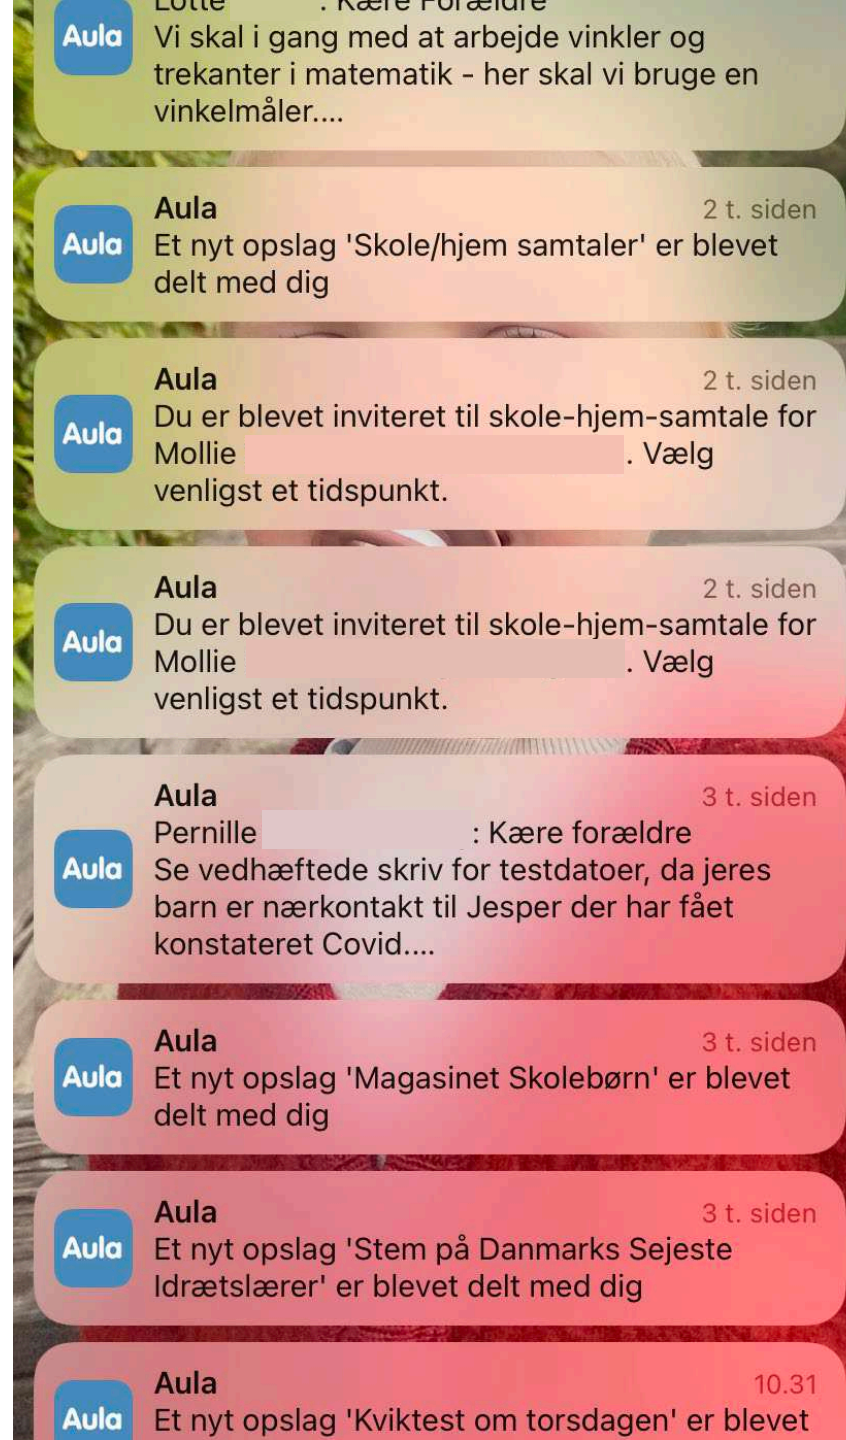 Lotte : Kære Forældre
Aula
Vi skal i gang med at arbejde vinkler og
trekanter i matematik - her skal vi bruge en
vinkelmåler....
Aula 2 t. siden
Aula
Et nyt opslag 'Skole/hjem samtaler' er blevet
delt med dig
Aula 2 t. siden
Du er blevet inviteret til skole-hjem-samtale for
Aula
Mollie . Vælg
venligst et tidspunkt.
Aula 2 t. siden
Du er blevet inviteret til skole-hjem-samtale for
Aula
Mollie . Vælg
venligst et tidspunkt.
Aula 3 t. siden
Pernille : Kære forældre
Aula
Se vedhæftede skriv for testdatoer, da jeres
barn er nærkontakt til Jesper der har fået
konstateret Covid....
Aula 3 t. siden
Aula
Et nyt opslag 'Magasinet Skolebørn' er blevet
delt med dig
Aula 3 t. siden
Aula
Et nyt opslag 'Stem på Danmarks Sejeste
Idrætslærer' er blevet delt med dig
Aula 10.31
Aula
Et nyt opslag 'Kviktest om torsdagen' er blevet